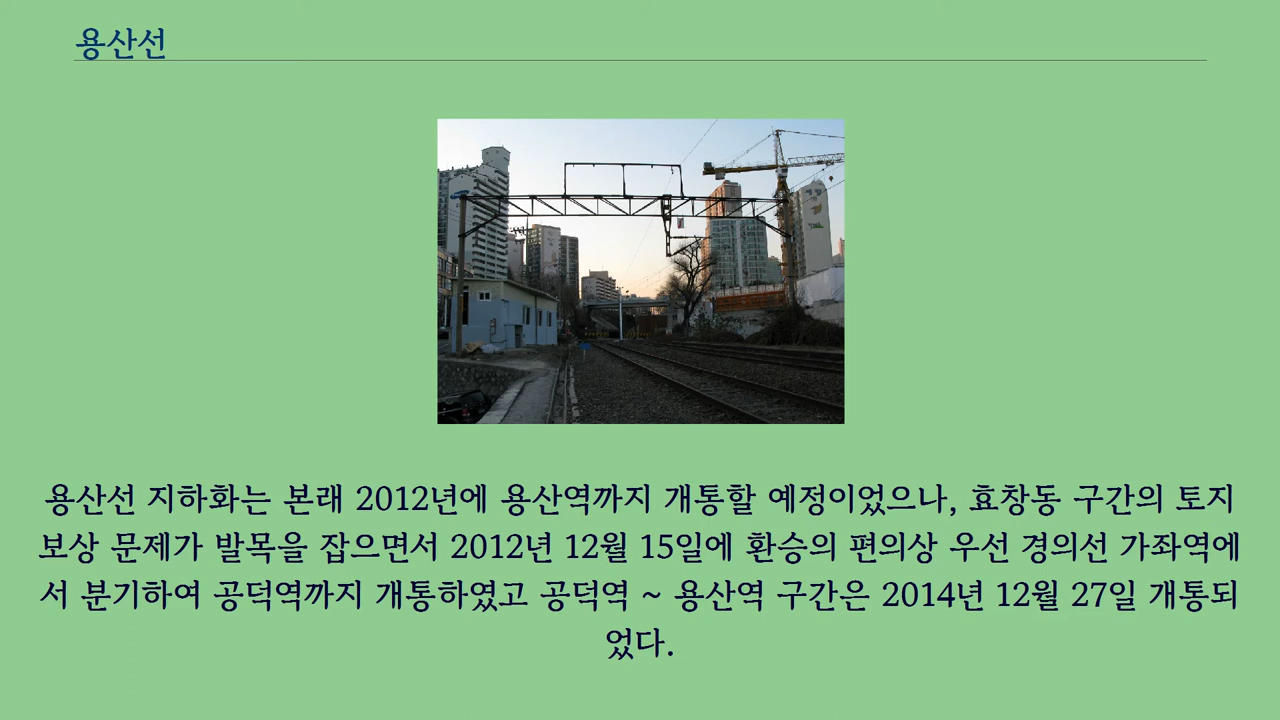 용산선
용산선 지하화는 본래 2012년에 용산역까지 개통할 예정이었으나, 효창동 구간의 토지
보상 문제가 발목을 잡으면서 2012년 12월 15일에 환승의 편의상 우선 경의선 가좌역에
서 분기하여 공덕역까지 개통하였고 공덕역 ~ 용산역 구간은 2014년 12월 27일 개통되
었다.